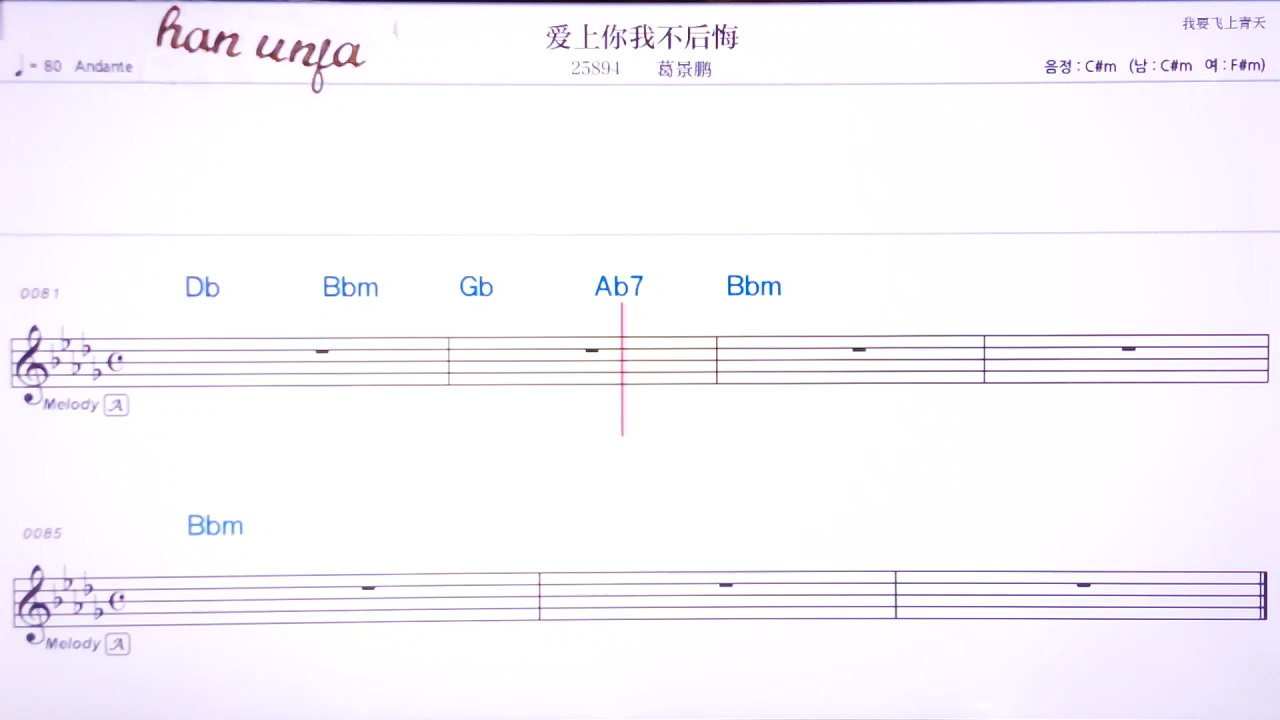 han unfa
爱上你我不后悔
我要飞上青天
♩= 80 Andante
25894 葛景鹏
음정 : C#m (남 : C#m 여 : F#m)
Db Bbm Gb Ab7 Bbm
0081
Melody A
Bbm
0085
Melody A